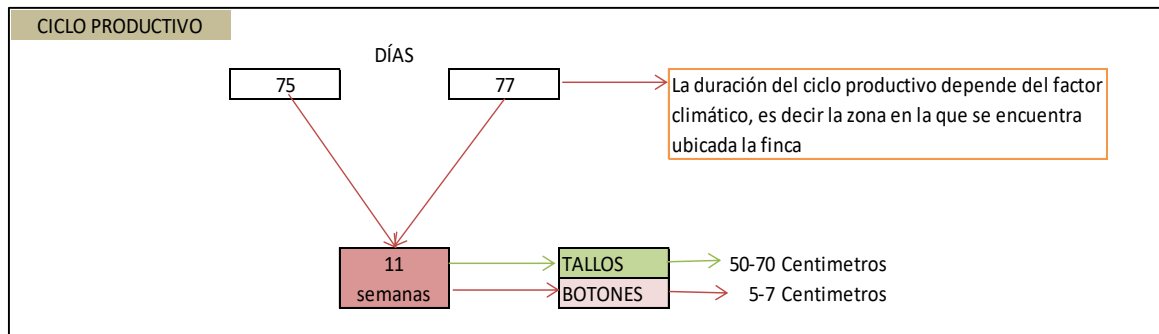 CICLO PRODUCTIVO
DÍAS
75
77
La duración del ciclo productivo depende del factor
climático, es decir la zona en la que se encuentra
ubicada la finca
11
semanas
TALLOS
50-70 Centimetros
BOTONES
5-7 Centimetros